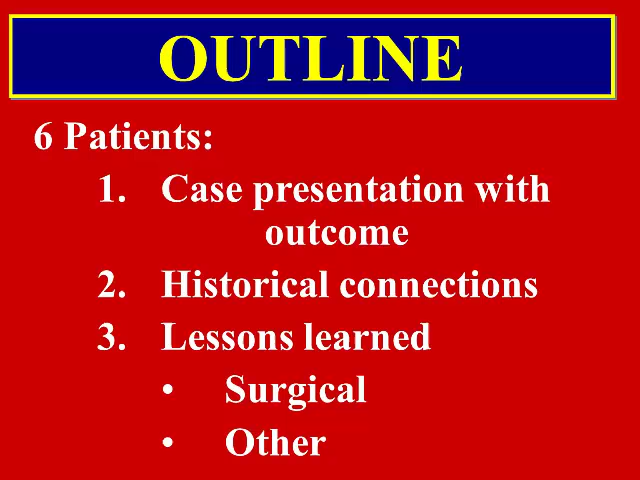 OUTLINE
6 Patients:
1. Case presentation with
outcome
2. Historical connections
3. Lessons learned
• Surgical
• Other